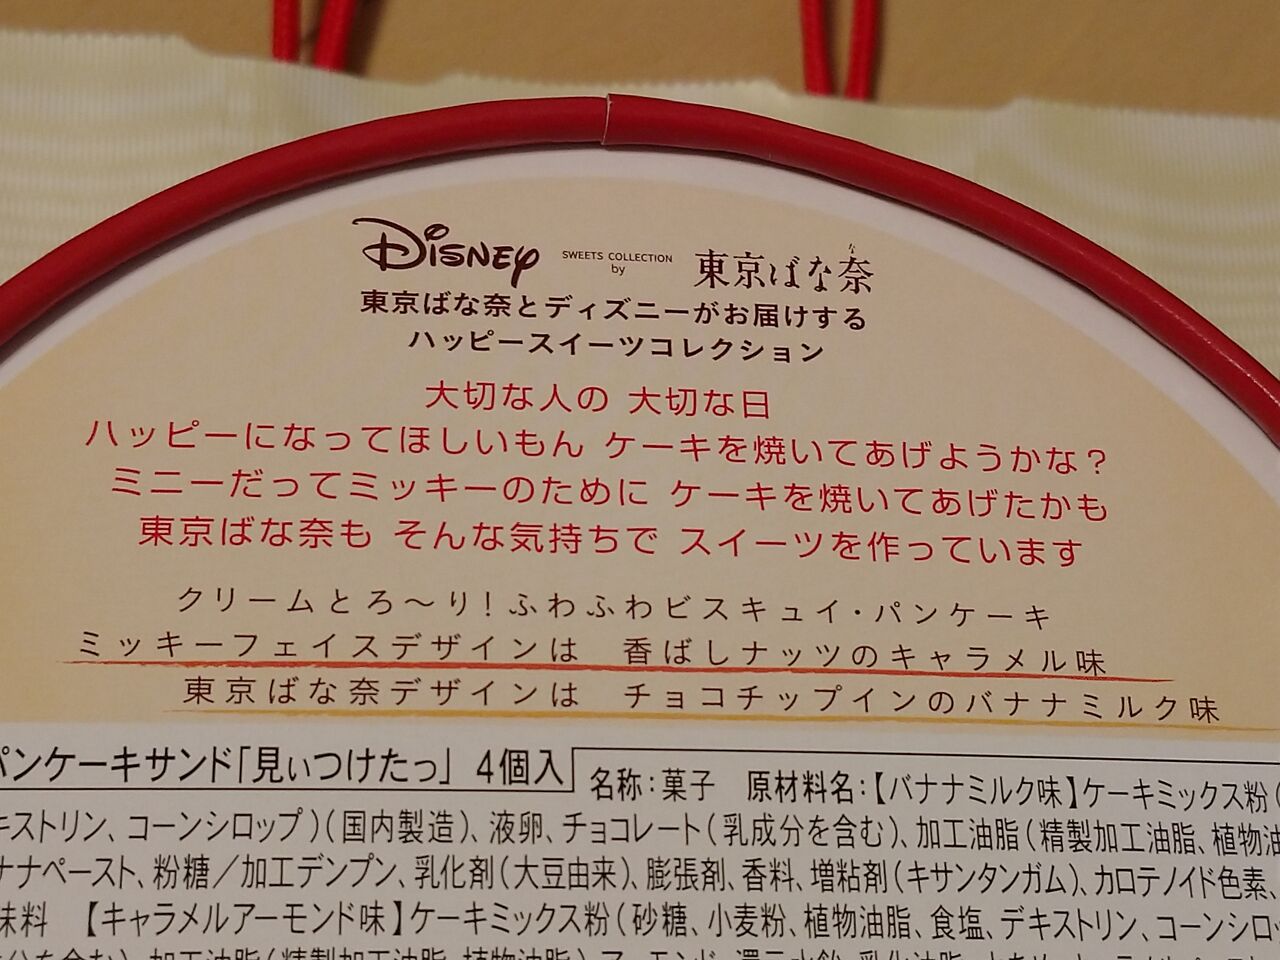 Disney SWEETS COLLECTION by 東京ばな奈
東京ばな奈とディズニーがお届けする
ハッピースイーツコレクション
大切な人の 大切な日
ハッピーになってほしいもん ケーキを焼いてあげようかな?
ミニーだってミッキーのために ケーキを焼いてあげたかも
東京ばな奈も そんな気持ちで スイーツを作っています
クリームとろ〜り!ふわふわビスキュイ・パンケーキ
ミッキーフェイスデザインは 香ばしナッツのキャラメル味
東京ばな奈デザインは チョコチップインのバナナミルク味
パンケーキサンド「見ぃつけたっ」 4個入
名称:菓子 原材料名:【バナナミルク味】ケーキミックス粉(
キストリン、コーンシロップ)(国内製造)、液卵、チョコレート(乳成分を含む)、加工油脂(精製加工油脂、植物油
ナナペースト、粉糖/加工デンプン、乳化剤(大豆由来)、膨張剤、香料、増粘剤(キサンタンガム)、カロテノイド色素、
味料 【キャラメルアーモンド味】ケーキミックス粉(砂糖、小麦粉、植物油脂、食塩、デキストリン、コーンシロ